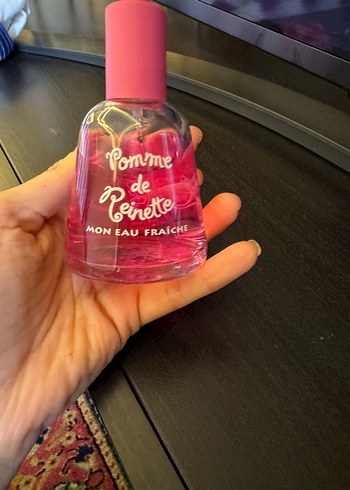 Pomme
de
Reinette
MON EAU FRAÎCHE